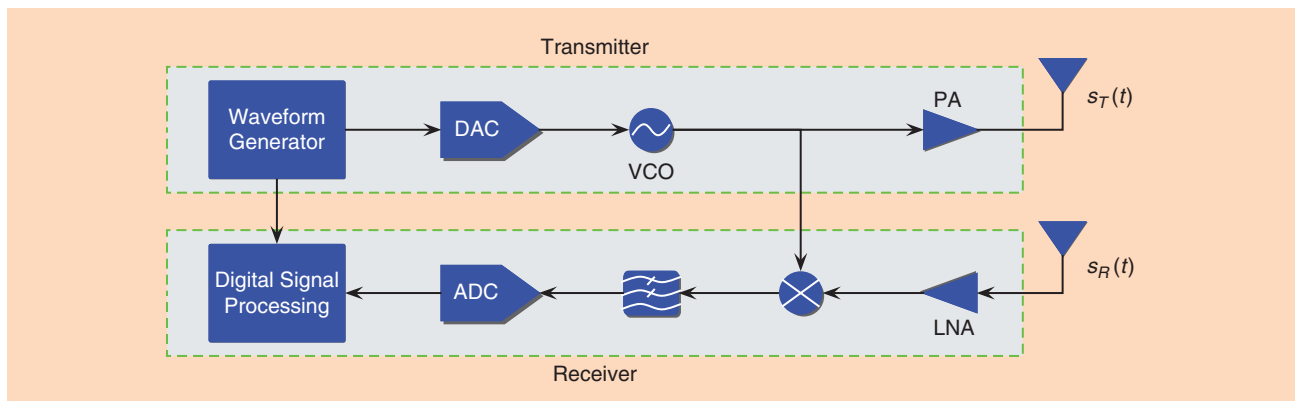 Transmitter
Waveform
Generator
DAC
VCO
PA
s_T(t)
Digital Signal
Processing
ADC
LNA
s_R(t)
Receiver